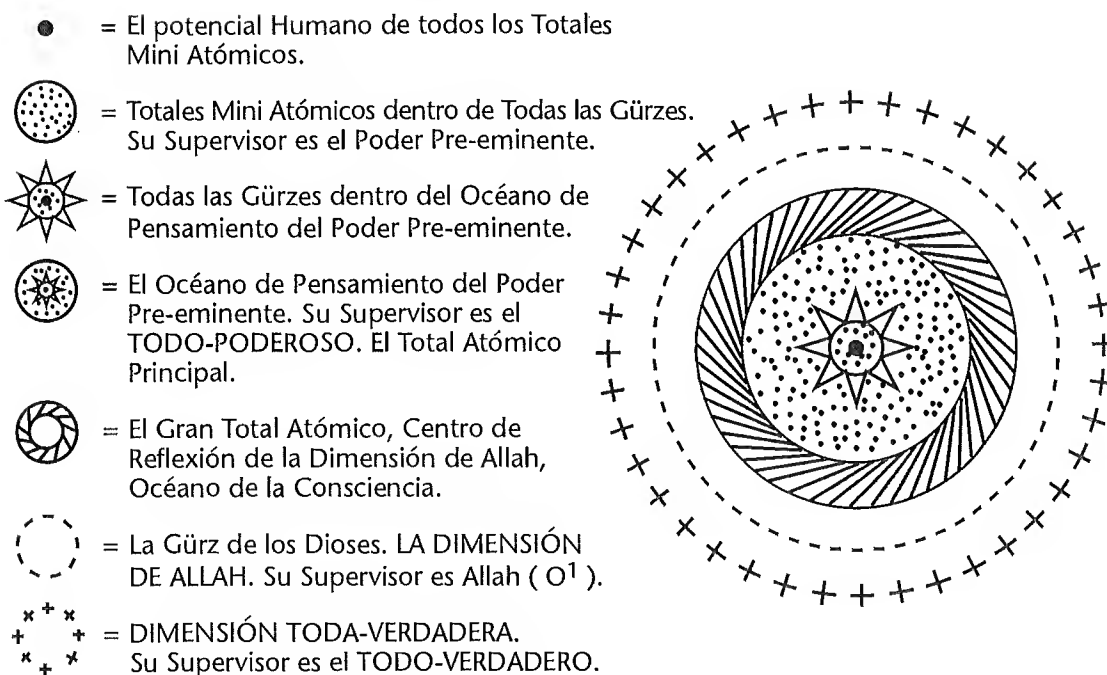 = El potencial Humano de todos los Totales
Mini Atómicos.
= Totales Mini Atómicos dentro de Todas las Gürzes.
Su Supervisor es el Poder Pre-eminente.
= Todas las Gürzes dentro del Océano de
Pensamiento del Poder Pre-eminente.
= El Océano de Pensamiento del Poder
Pre-eminente. Su Supervisor es el
TODO-PODEROSO. El Total Atómico
Principal.
= El Gran Total Atómico, Centro de
Reflexión de la Dimensión de Allah,
Océano de la Consciencia.
= La Gürz de los Dioses. LA DIMENSIÓN
DE ALLAH. Su Supervisor es Allah ( O¹ ).
= DIMENSIÓN TODA-VERDADERA.
Su Supervisor es el TODO-VERDADERO.